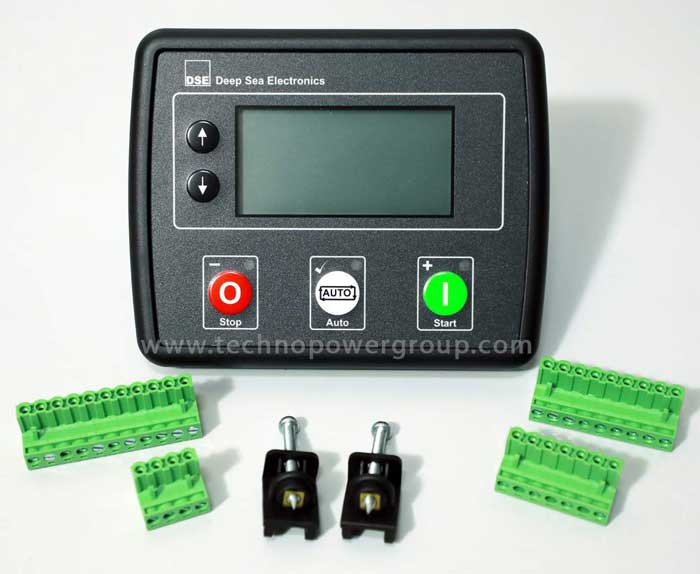 DSE Deep Sea Electronics
↑
↓
− ✓ +
O AUTO I
Stop Auto Start
www.technopowergroup.com